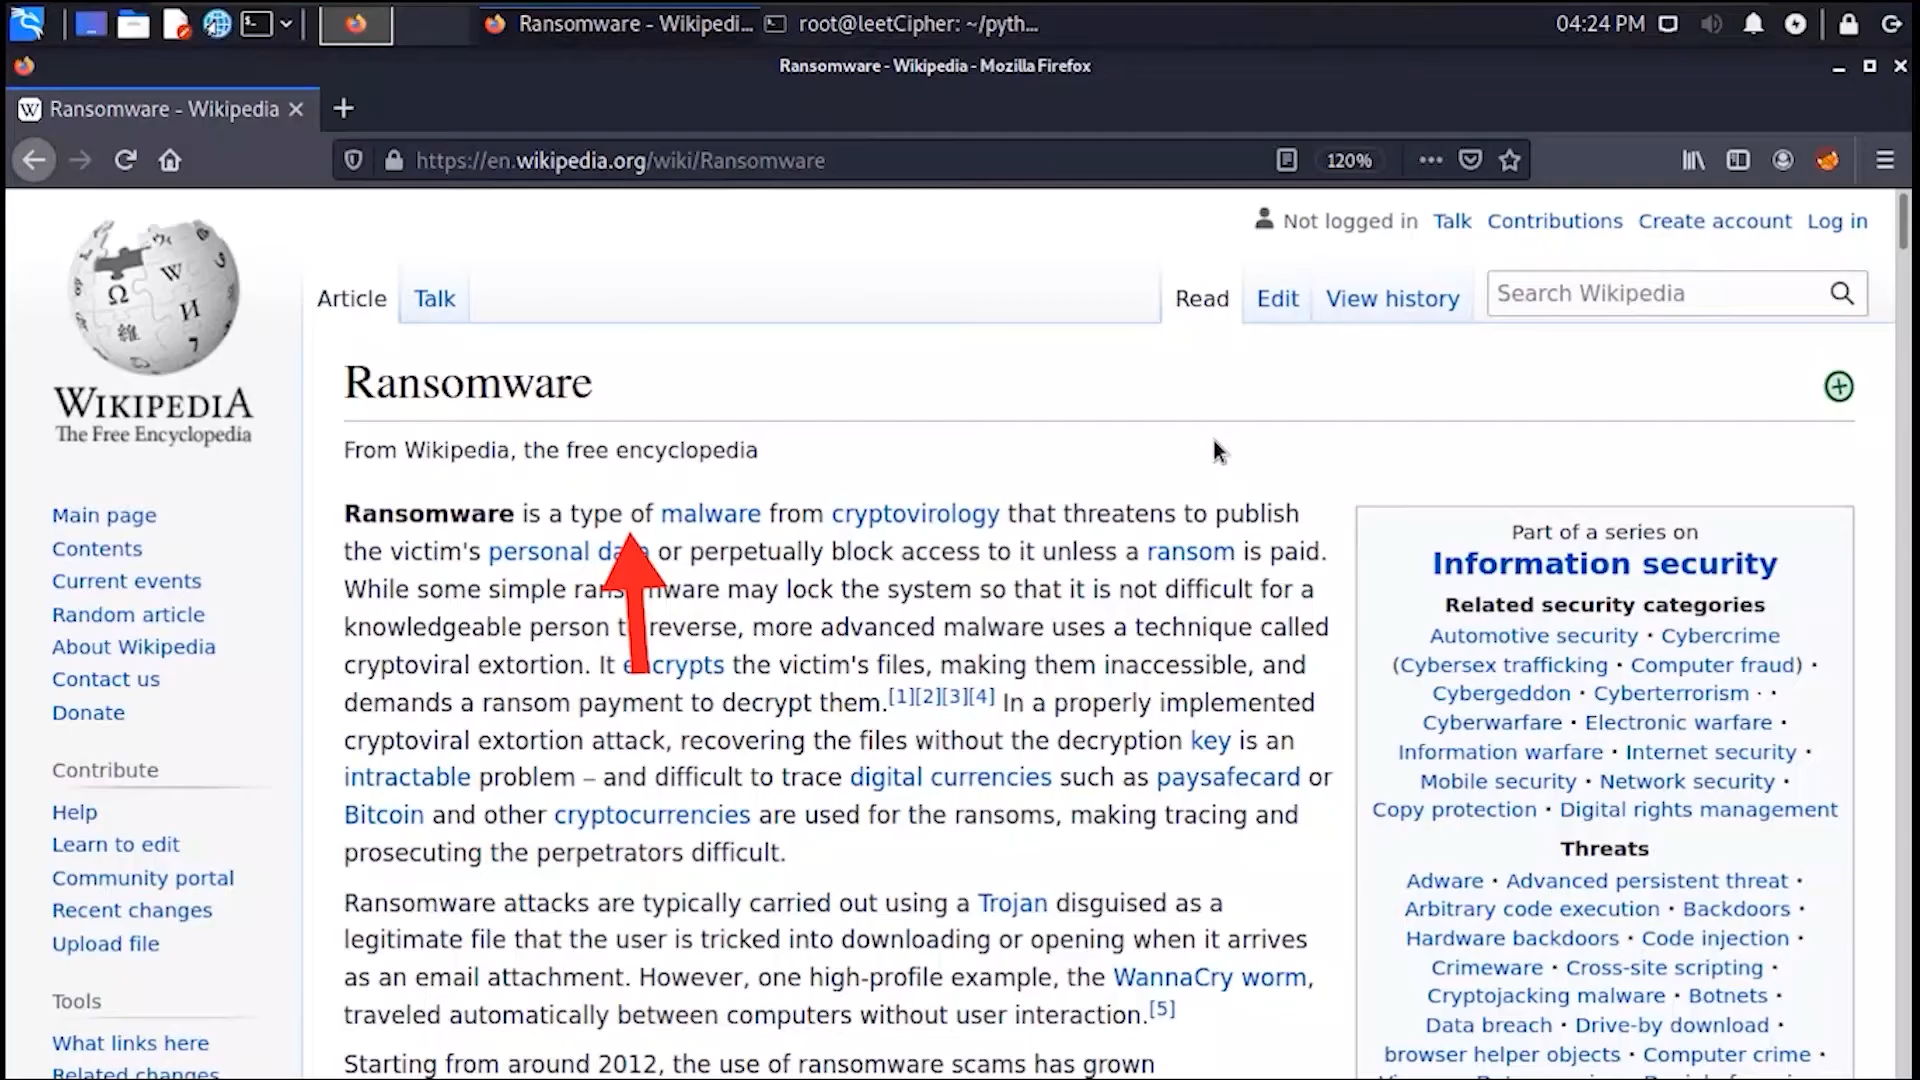 Ransomware - Wikipedi...
root@leetCipher: ~/pyth...
04:24 PM
Ransomware - Wikipedia - Mozilla Firefox
Ransomware - Wikipedia
https://en.wikipedia.org/wiki/Ransomware
120%
Not logged in Talk Contributions Create account Log in
Article Talk
Read Edit View history
Search Wikipedia
WIKIPEDIA
The Free Encyclopedia
Main page
Contents
Current events
Random article
About Wikipedia
Contact us
Donate
Contribute
Help
Learn to edit
Community portal
Recent changes
Upload file
Tools
What links here
Related changes
Ransomware
From Wikipedia, the free encyclopedia
Ransomware is a type of malware from cryptovirology that threatens to publish
the victim's personal data or perpetually block access to it unless a ransom is paid.
While some simple ransomware may lock the system so that it is not difficult for a
knowledgeable person to reverse, more advanced malware uses a technique called
cryptoviral extortion. It encrypts the victim's files, making them inaccessible, and
demands a ransom payment to decrypt them.[1][2][3][4] In a properly implemented
cryptoviral extortion attack, recovering the files without the decryption key is an
intractable problem – and difficult to trace digital currencies such as paysafecard or
Bitcoin and other cryptocurrencies are used for the ransoms, making tracing and
prosecuting the perpetrators difficult.
Ransomware attacks are typically carried out using a Trojan disguised as a
legitimate file that the user is tricked into downloading or opening when it arrives
as an email attachment. However, one high-profile example, the WannaCry worm,
traveled automatically between computers without user interaction.[5]
Starting from around 2012, the use of ransomware scams has grown
Part of a series on
Information security
Related security categories
Automotive security · Cybercrime
(Cybersex trafficking · Computer fraud) ·
Cybergeddon · Cyberterrorism · ·
Cyberwarfare · Electronic warfare ·
Information warfare · Internet security ·
Mobile security · Network security ·
Copy protection · Digital rights management
Threats
Adware · Advanced persistent threat ·
Arbitrary code execution · Backdoors ·
Hardware backdoors · Code injection ·
Crimeware · Cross-site scripting ·
Cryptojacking malware · Botnets ·
Data breach · Drive-by download ·
browser helper objects · Computer crime ·